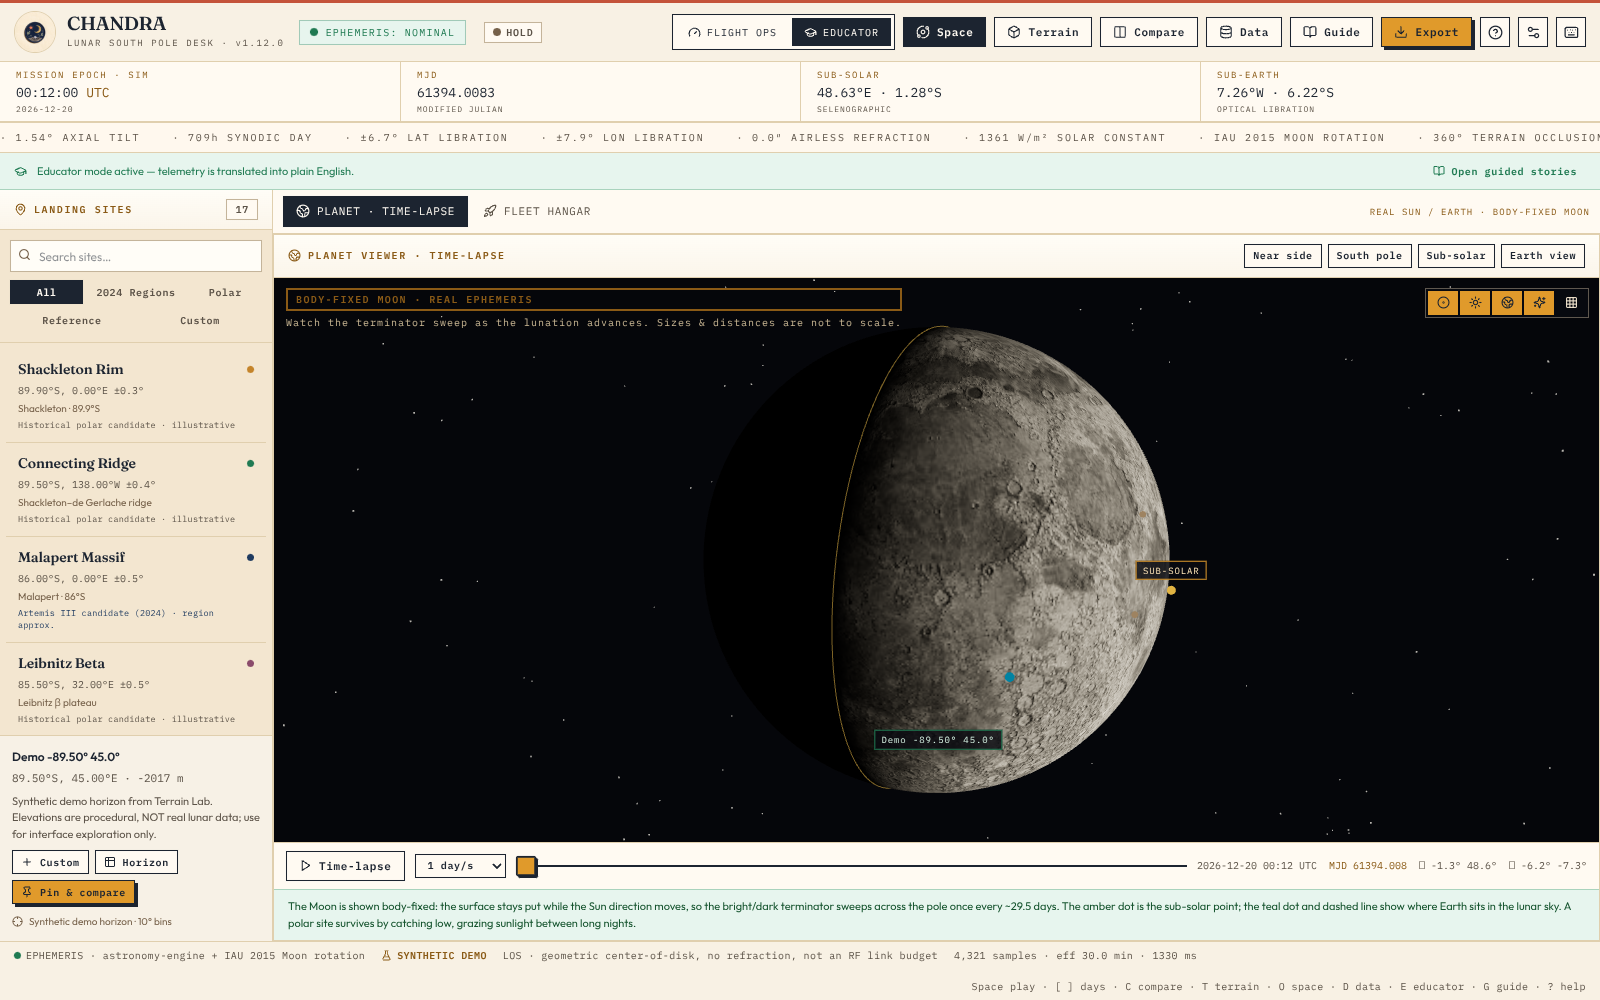 CHANDRA
LUNAR SOUTH POLE DESK · v1.12.0
EPHEMERIS: NOMINAL
HOLD
FLIGHT OPS
EDUCATOR
Space
Terrain
Compare
Data
Guide
Export
MISSION EPOCH · SIM
00:12:00 UTC
2026-12-20
MJD
61394.0083
MODIFIED JULIAN
SUB-SOLAR
48.63°E · 1.28°S
SELENOGRAPHIC
SUB-EARTH
7.26°W · 6.22°S
OPTICAL LIBRATION
· 1.54° AXIAL TILT · 709h SYNODIC DAY · ±6.7° LAT LIBRATION · ±7.9° LON LIBRATION · 0.0° AIRLESS REFRACTION · 1361 W/m² SOLAR CONSTANT · IAU 2015 MOON ROTATION · 360° TERRAIN OCCLUSION
Educator mode active — telemetry is translated into plain English.
Open guided stories
LANDING SITES
17
Search sites...
All
2024 Regions
Polar
Reference
Custom
Shackleton Rim
89.90°S, 0.00°E ±0.3°
Shackleton · 89.9°S
Historical polar candidate · illustrative
Connecting Ridge
89.50°S, 138.00°W ±0.4°
Shackleton–de Gerlache ridge
Historical polar candidate · illustrative
Malapert Massif
86.00°S, 0.00°E ±0.5°
Malapert · 86°S
Artemis III candidate (2024) · region
approx.
Leibnitz Beta
85.50°S, 32.00°E ±0.5°
Leibnitz β plateau
Historical polar candidate · illustrative
Demo -89.50° 45.0°
89.50°S, 45.00°E · -2017 m
Synthetic demo horizon from Terrain Lab.
Elevations are procedural, NOT real lunar data; use
for interface exploration only.
Custom
Horizon
Pin & compare
Synthetic demo horizon · 10° bins
PLANET · TIME-LAPSE
FLEET HANGAR
REAL SUN / EARTH · BODY-FIXED MOON
PLANET VIEWER · TIME-LAPSE
Near side
South pole
Sub-solar
Earth view
BODY-FIXED MOON · REAL EPHEMERIS
Watch the terminator sweep as the lunation advances. Sizes & distances are not to scale.
SUB-SOLAR
Demo -89.50° 45.0°
Time-lapse
1 day/s
2026-12-20 00:12 UTC
MJD 61394.008
-1.3° 48.6°
-6.2° -7.3°
The Moon is shown body-fixed: the surface stays put while the Sun direction moves, so the bright/dark terminator sweeps across the pole once every ~29.5 days. The amber dot is the sub-solar point; the teal dot and dashed line show where Earth sits in the lunar sky. A
polar site survives by catching low, grazing sunlight between long nights.
EPHEMERIS · astronomy-engine + IAU 2015 Moon rotation
SYNTHETIC DEMO
LOS · geometric center-of-disk, no refraction, not an RF link budget
4,321 samples · eff 30.0 min · 1330 ms
Space play · [ ] days · C compare · T terrain · O space · D data · E educator · G guide · ? help